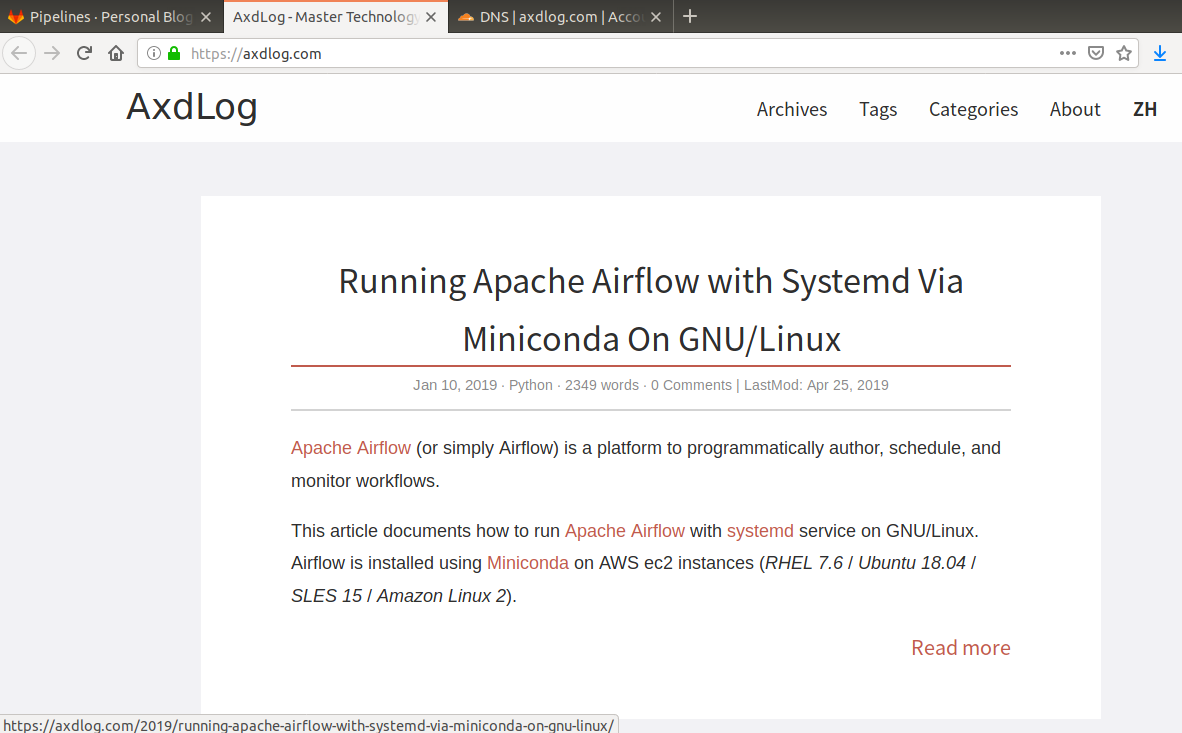 Pipelines · Personal Blog
AxdLog - Master Technology
DNS | axdlog.com | Acco
https://axdlog.com
AxdLog
Archives
Tags
Categories
About
ZH
Running Apache Airflow with Systemd Via
Miniconda On GNU/Linux
Jan 10, 2019 · Python · 2349 words · 0 Comments | LastMod: Apr 25, 2019
Apache Airflow (or simply Airflow) is a platform to programmatically author, schedule, and
monitor workflows.
This article documents how to run Apache Airflow with systemd service on GNU/Linux.
Airflow is installed using Miniconda on AWS ec2 instances (RHEL 7.6 / Ubuntu 18.04 /
SLES 15 / Amazon Linux 2).
Read more
https://axdlog.com/2019/running-apache-airflow-with-systemd-via-miniconda-on-gnu-linux/